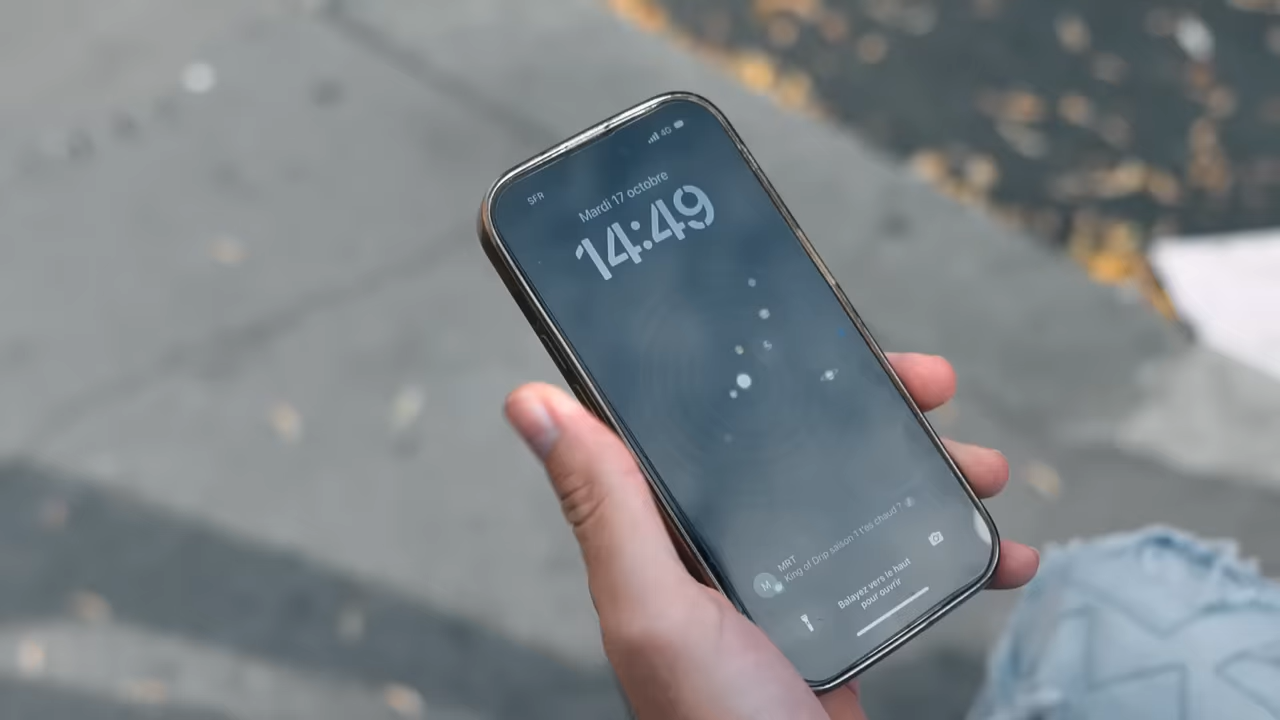 SFR
4G
Mardi 17 octobre
14:49
MRT
King of Drip saison 1 t'es chaud ?
M
Balayez vers le haut
pour ouvrir